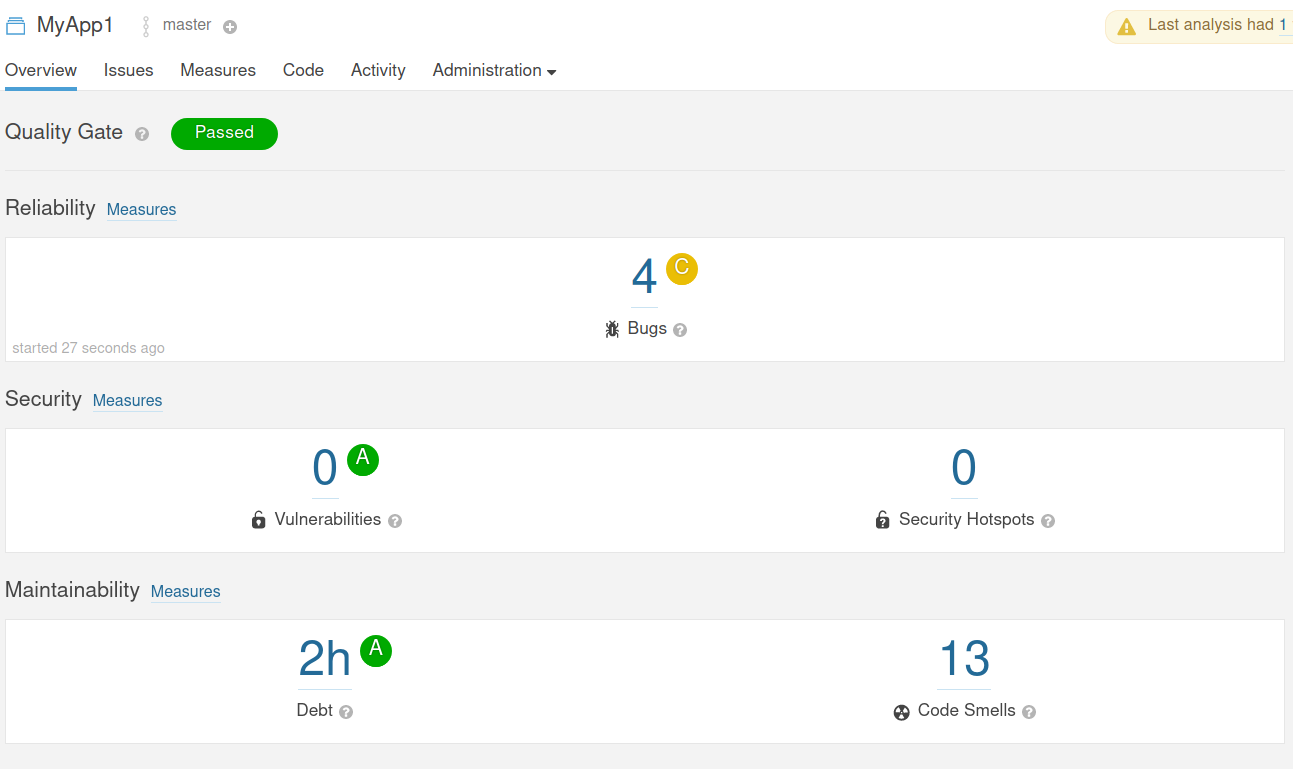 MyApp1 master
Last analysis had 1
Overview Issues Measures Code Activity Administration
Quality Gate ? Passed
Reliability Measures
4 C
Bugs ?
started 27 seconds ago
Security Measures
0 A 0
Vulnerabilities ? Security Hotspots ?
Maintainability Measures
2h A 13
Debt ? Code Smells ?